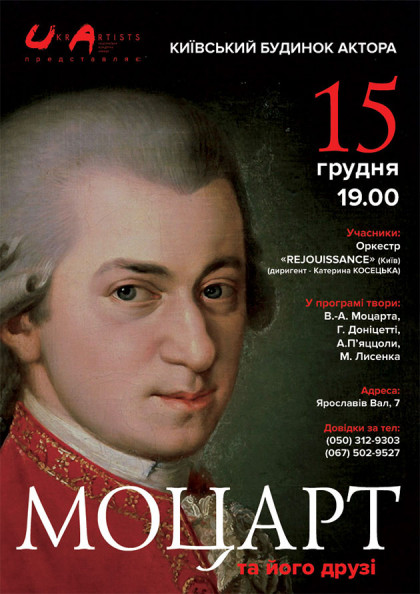 UKRARTISTS
представляє
КИЇВСЬКИЙ БУДИНОК АКТОРА
15
грудня
19.00
Учасники:
Оркестр
«REJOUISSANCE» (Київ)
(диригент - Катерина КОСЕЦЬКА)
У програмі твори:
В.-А. Моцарта,
Г. Доніцетті,
А.П'яццоли,
М. Лисенка
Адреса:
Ярославів Вал, 7
Довідки за тел:
(050) 312-9303
(067) 502-9527
МОЦАРТ
та його друзі